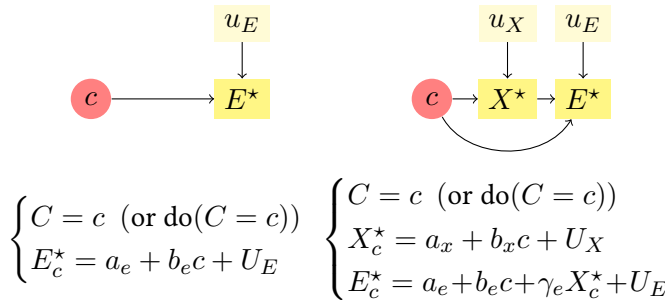 u_E u_X u_E
c E⋆ c X⋆ E⋆
C = c (or do(C = c))
E⋆_c = a_e + b_e c + U_E
C = c (or do(C = c))
X⋆_c = a_x + b_x c + U_X
E⋆_c = a_e + b_e c + γ_e X⋆_c + U_E